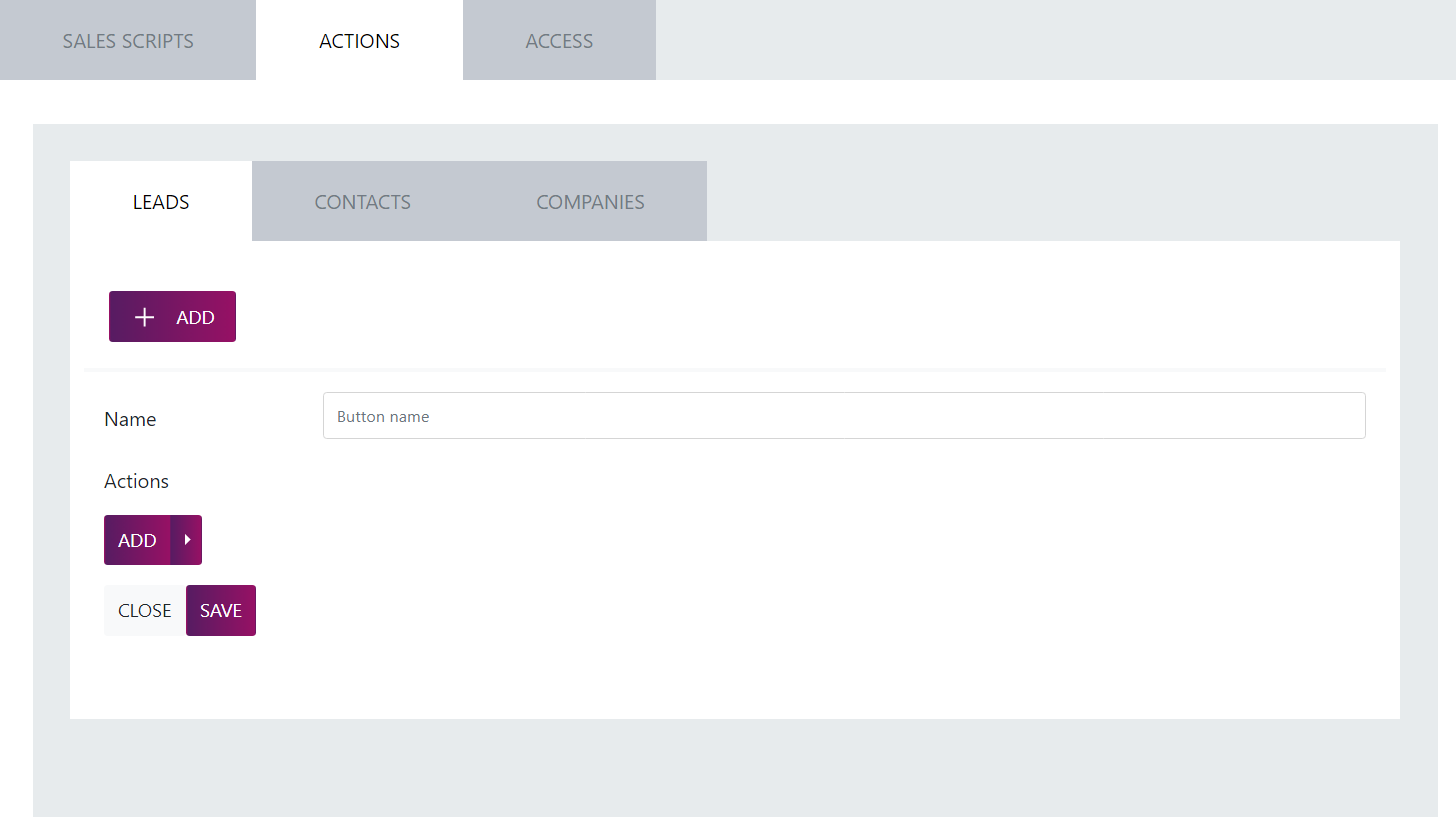 SALES SCRIPTS ACTIONS ACCESS
LEADS CONTACTS COMPANIES
ADD
Name Button name
Actions
ADD
CLOSE SAVE